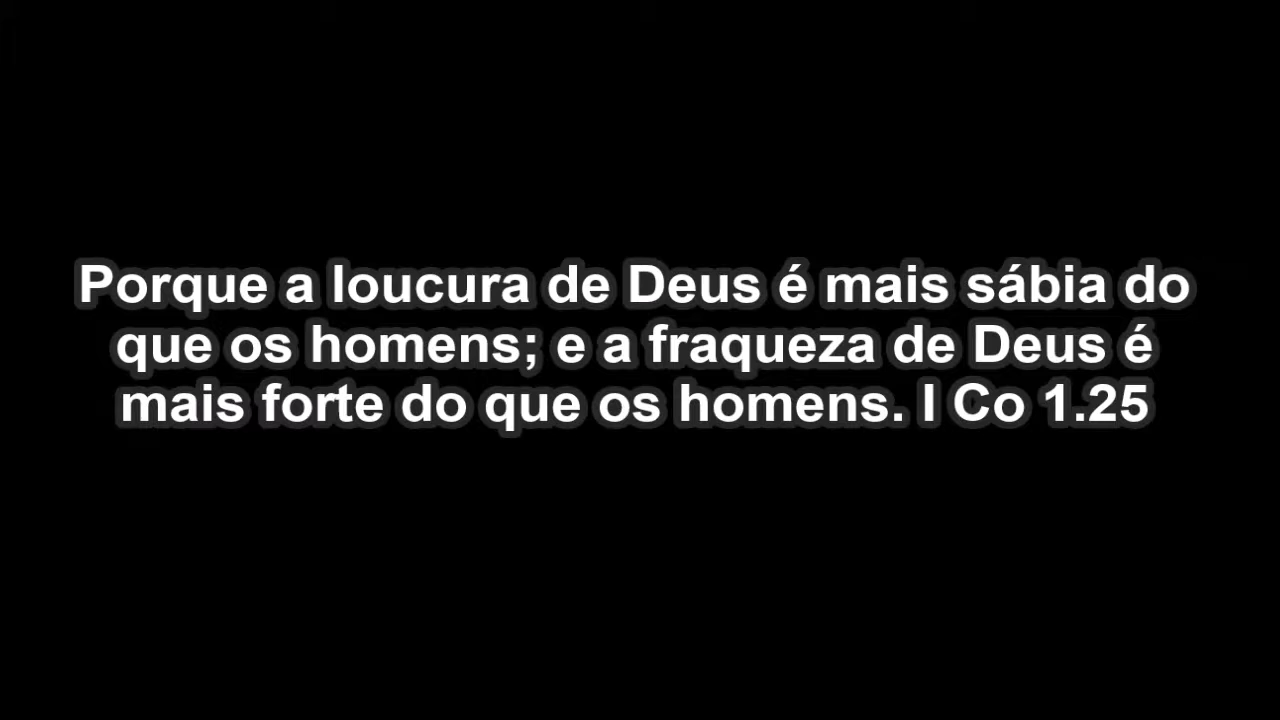 Porque a loucura de Deus é mais sábia do
que os homens; e a fraqueza de Deus é
mais forte do que os homens. I Co 1.25